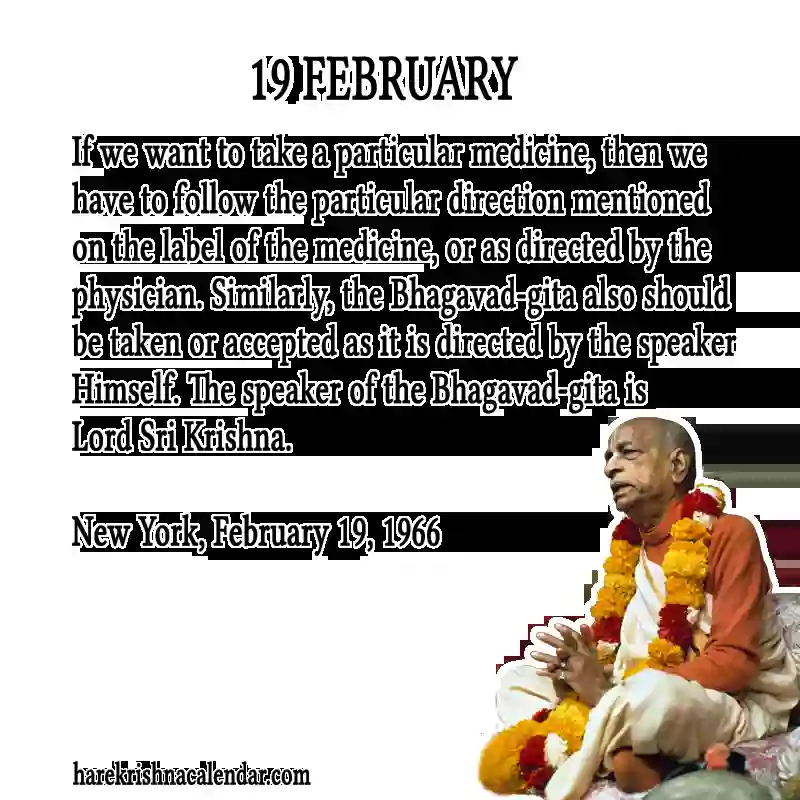 19 FEBRUARY
If we want to take a particular medicine, then we
have to follow the particular direction mentioned
on the label of the medicine, or as directed by the
physician. Similarly, the Bhagavad-gita also should
be taken or accepted as it is directed by the speaker
Himself. The speaker of the Bhagavad-gita is
Lord Sri Krishna.
New York, February 19, 1966
harekrishnacalendar.com